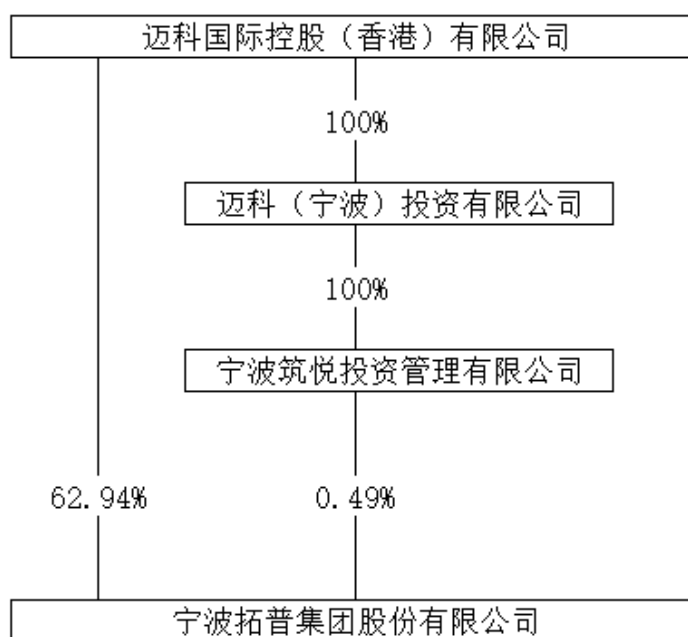 迈科国际控股（香港）有限公司
100%
迈科（宁波）投资有限公司
100%
宁波筑悦投资管理有限公司
62.94%
0.49%
宁波拓普集团股份有限公司